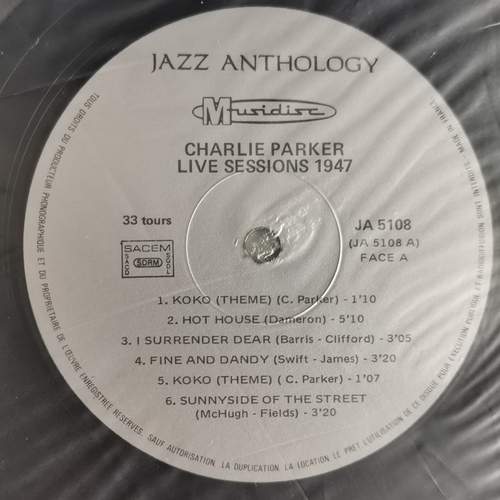 JAZZ ANTHOLOGY
Musidisc
CHARLIE PARKER
LIVE SESSIONS 1947
33 tours
JA 5108
(JA 5108 A)
FACE A
SACEM
SACD
SDRM
SGDL
1. KOKO (THEME) (C. Parker) - 1'10
2. HOT HOUSE (Dameron) - 5'10
3. I SURRENDER DEAR (Barris - Clifford) - 3'05
4. FINE AND DANDY (Swift - James) - 3'20
5. KOKO (THEME) ( C. Parker) - 1'07
6. SUNNYSIDE OF THE STREET
(McHugh - Fields) - 3'20
TOUS DROITS DU PRODUCTEUR PHONOGRAPHIQUE ET DU PROPRIETAIRE DE L'ŒUVRE ENREGISTREE RESERVES. SAUF AUTORISATION, LA DUPLICATION, LA LOCATION, LE PRET, L'UTILISATION DE CE DISQUE POUR EXECUTION PUBLIQUE ET RADIODIFFUSION SONT INTERDITS. MADE IN FRANCE